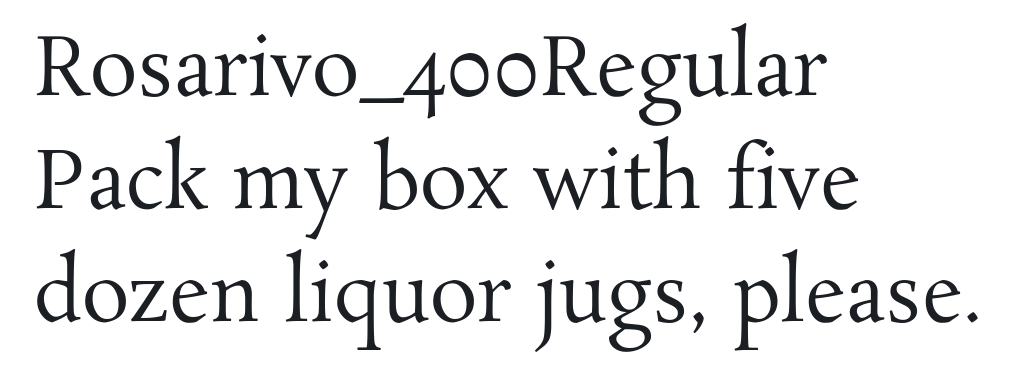 Rosarivo_400Regular
Pack my box with five
dozen liquor jugs, please.